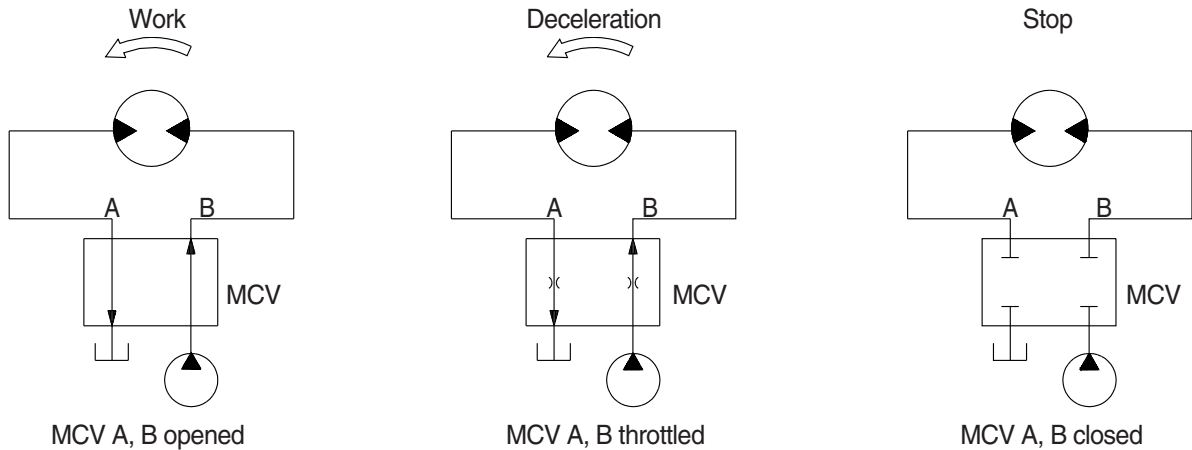 Work
Deceleration
Stop
A
B
MCV
A
B
MCV
A
B
MCV
MCV A, B opened
MCV A, B throttled
MCV A, B closed